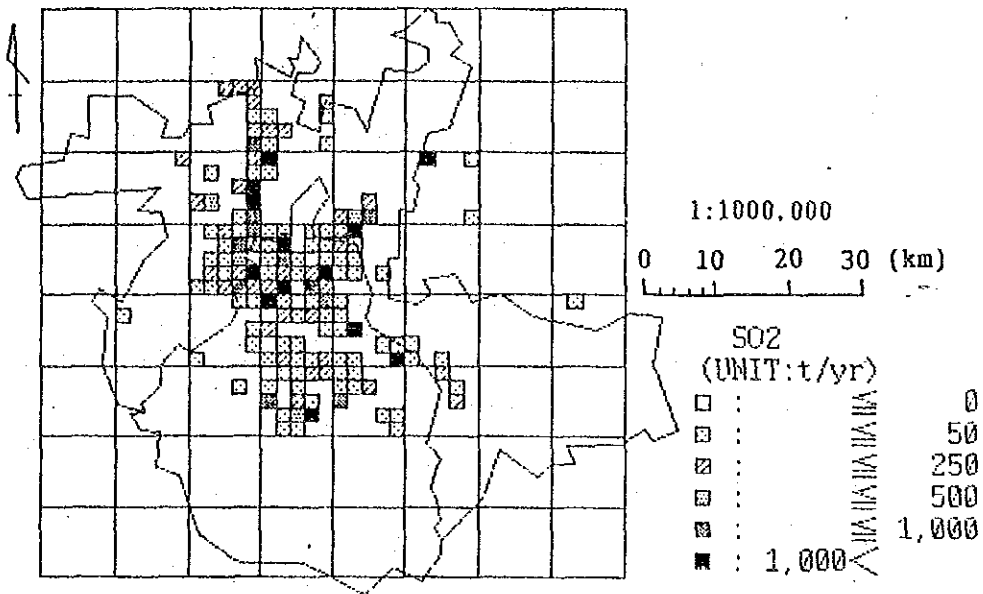 1:1000,000
0 10 20 30 (km)
SO2
(UNIT:t/yr)
: ≦ 0
: ≦ 50
: ≦ 250
: ≦ 500
: ≦ 1,000
: 1,000<